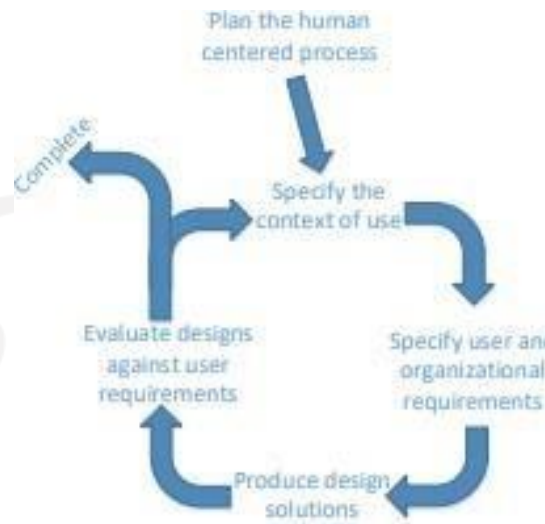 Plan the human
centered process
Complete
Specify the
context of use
Evaluate designs
against user
requirements
Specify user an
organizational
requirements
Produce design
solutions